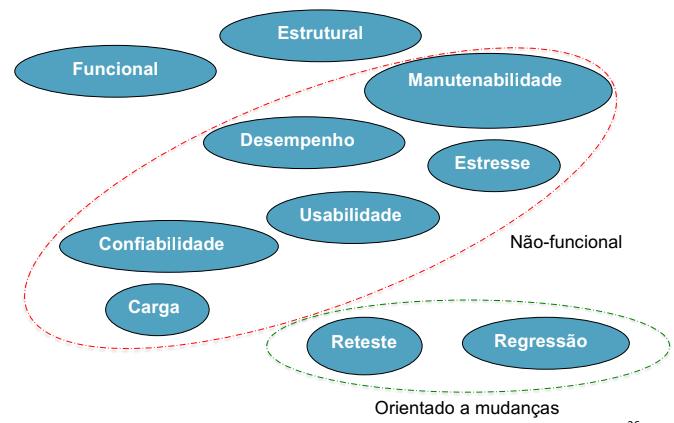 Estrutural
Funcional
Manutenabilidade
Desempenho
Estresse
Usabilidade
Confiabilidade
Não-funcional
Carga
Reteste
Regressão
Orientado a mudanças